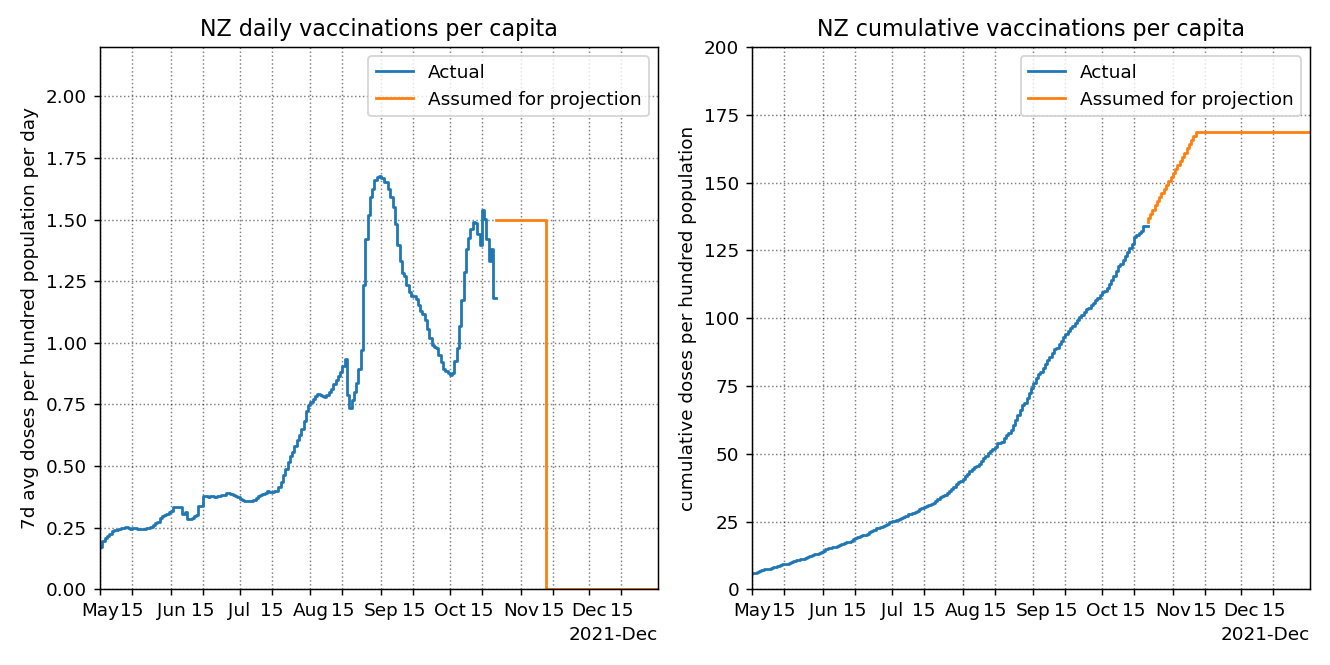 NZ daily vaccinations per capita
7d avg doses per hundred population per day
2.00
1.75
1.50
1.25
1.00
0.75
0.50
0.25
0.00
Actual
Assumed for projection
May 15 Jun 15 Jul 15 Aug 15 Sep 15 Oct 15 Nov 15 Dec 15
2021-Dec
NZ cumulative vaccinations per capita
cumulative doses per hundred population
200
175
150
125
100
75
50
25
0
Actual
Assumed for projection
May 15 Jun 15 Jul 15 Aug 15 Sep 15 Oct 15 Nov 15 Dec 15
2021-Dec